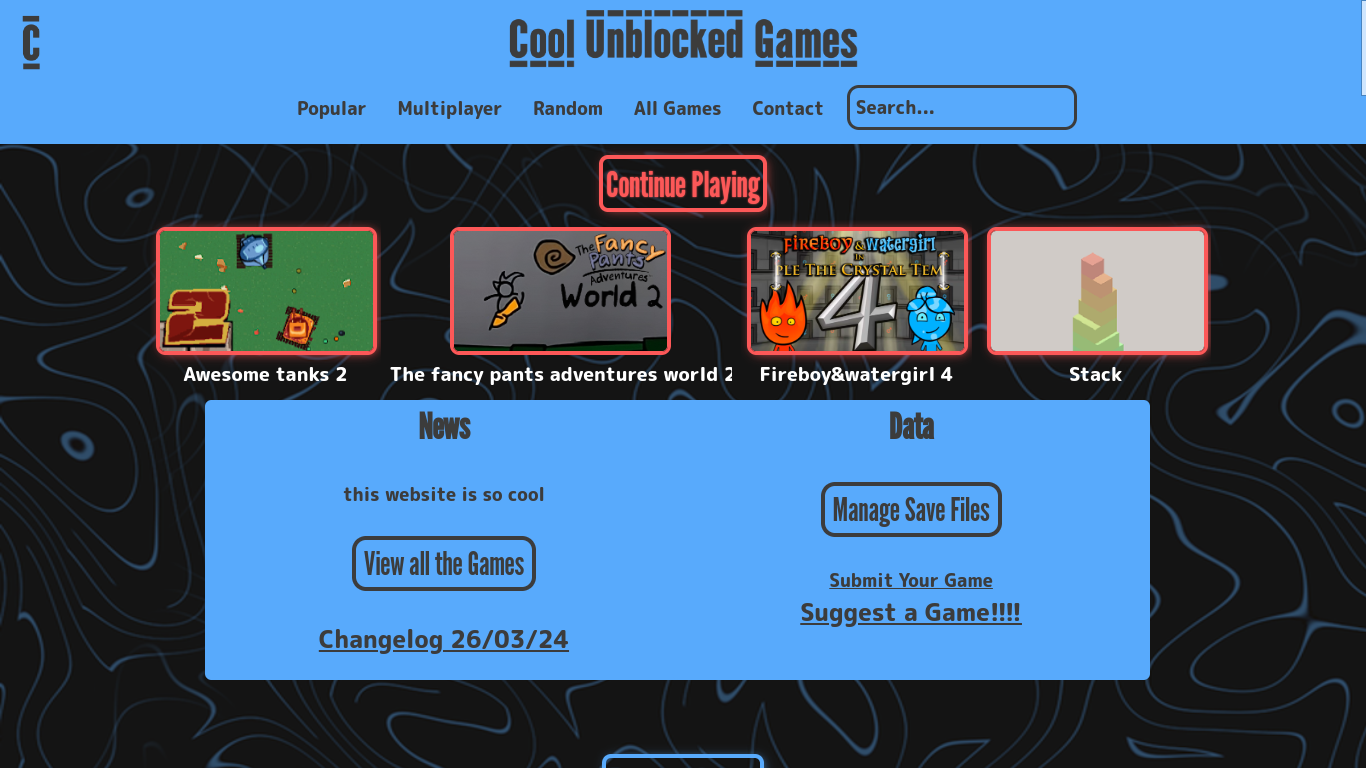 C
Cool Unblocked Games
Popular
Multiplayer
Random
All Games
Contact
Search...
Continue Playing
2
The Fancy
Pants
Adventures
World 2
FIREBOY & WATERGIRL
IN
PLE THE CRYSTAL TEM
4
Awesome tanks 2
The fancy pants adventures world 2
Fireboy&watergirl 4
Stack
News
this website is so cool
View all the Games
Changelog 26/03/24
Data
Manage Save Files
Submit Your Game
Suggest a Game!!!!